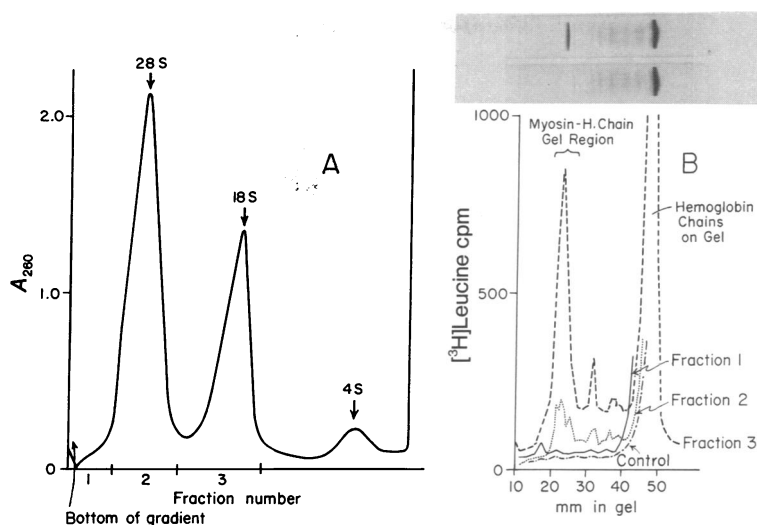 28 S
2.0
A
18S
A260
1.0
4S
0
1 2 3
Fraction number
Bottom of gradient
1000
Myosin-H. Chain
Gel Region
B
Hemoglobin
Chains
on Gel
[³H]Leucine cpm
500
Fraction 1
Fraction 2
Fraction 3
Control
0
10 20 30 40 50
mm in gel